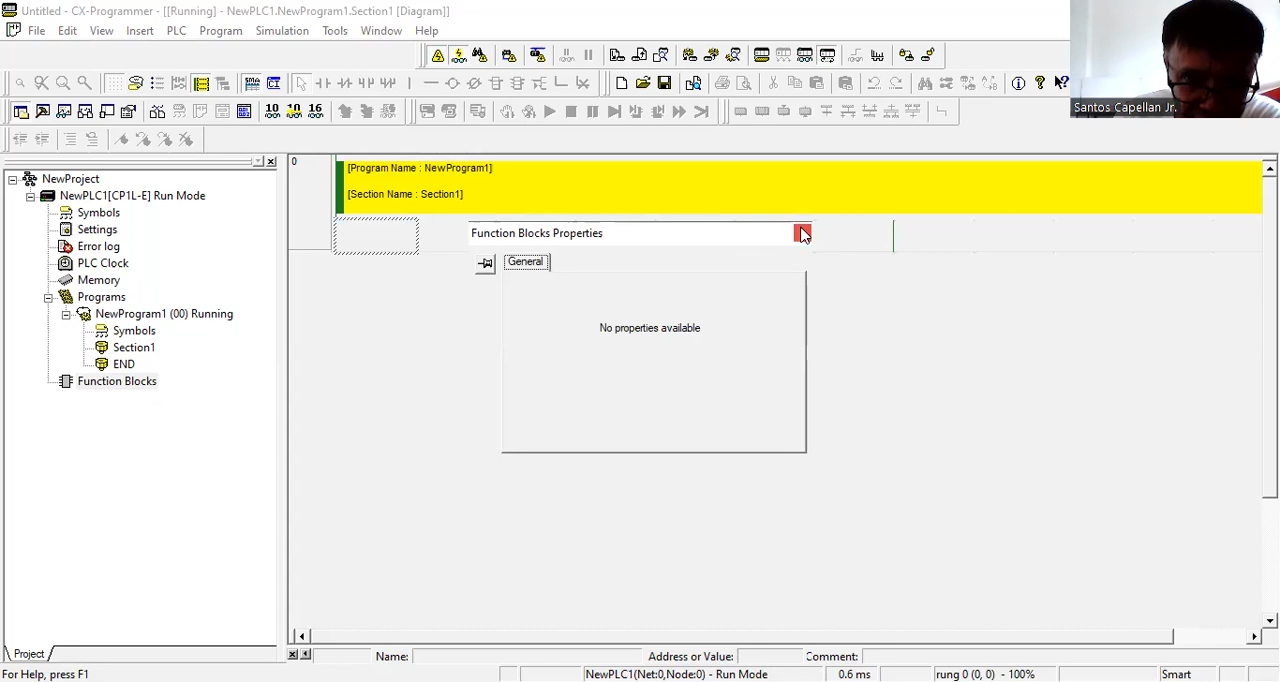 Untitled - CX-Programmer - [[Running] - NewPLC1.NewProgram1.Section1 [Diagram]]
File Edit View Insert PLC Program Simulation Tools Window Help
Santos Capellan Jr.
10 10 16
NewProject
NewPLC1[CP1L-E] Run Mode
Symbols
Settings
Error log
PLC Clock
Memory
Programs
NewProgram1 (00) Running
Symbols
Section1
END
Function Blocks
Project
0
[Program Name : NewProgram1]
[Section Name : Section1]
Function Blocks Properties
General
No properties available
Name: Address or Value: Comment:
For Help, press F1
NewPLC1(Net:0,Node:0) - Run Mode
0.6 ms
rung 0 (0, 0) - 100%
Smart